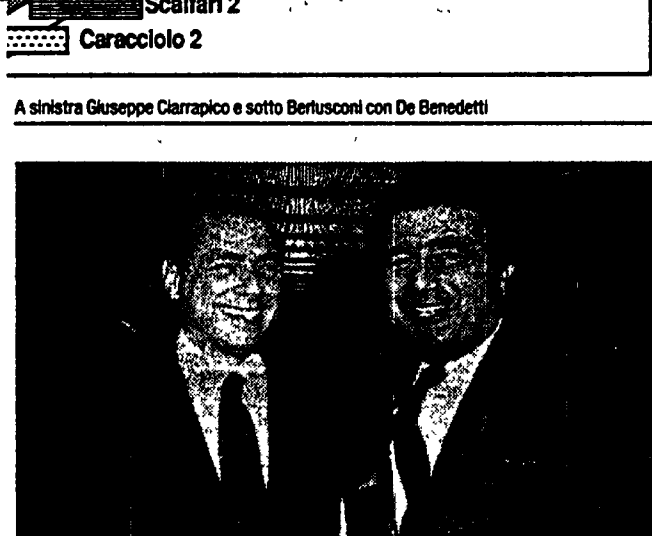 Scalfari 2
Caracciolo 2
A sinistra Giuseppe Ciarrapico e sotto Berlusconi con De Benedetti